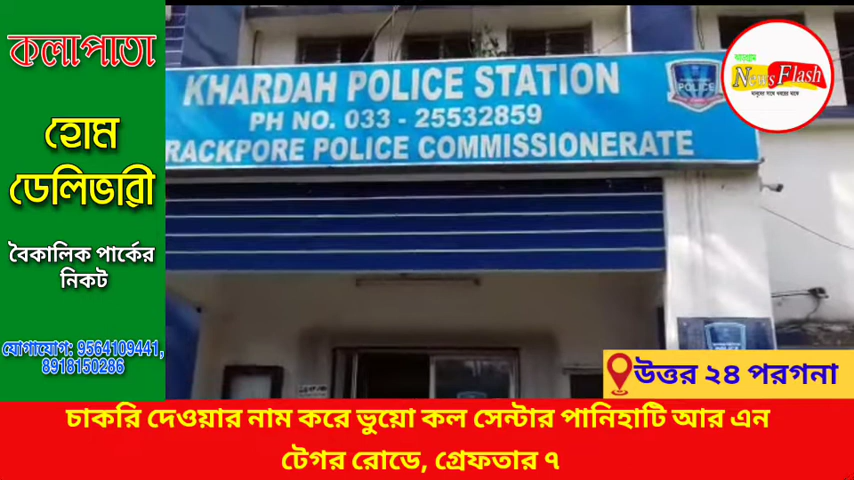 কলাপাতা
হোম
ডেলিভারী
বৈকালিক পার্কের
নিকট
যোগাযোগ: 9564109441,
8918150286
KHARDAH POLICE STATION
PH NO. 033 - 25532859
RACKPORE POLICE COMMISSIONERATE
POLICE
News Flash
উত্তর ২৪ পরগনা
চাকরি দেওয়ার নাম করে ভুয়ো কল সেন্টার পানিহাটি আর এন
টেগর রোডে, গ্রেফতার ৭